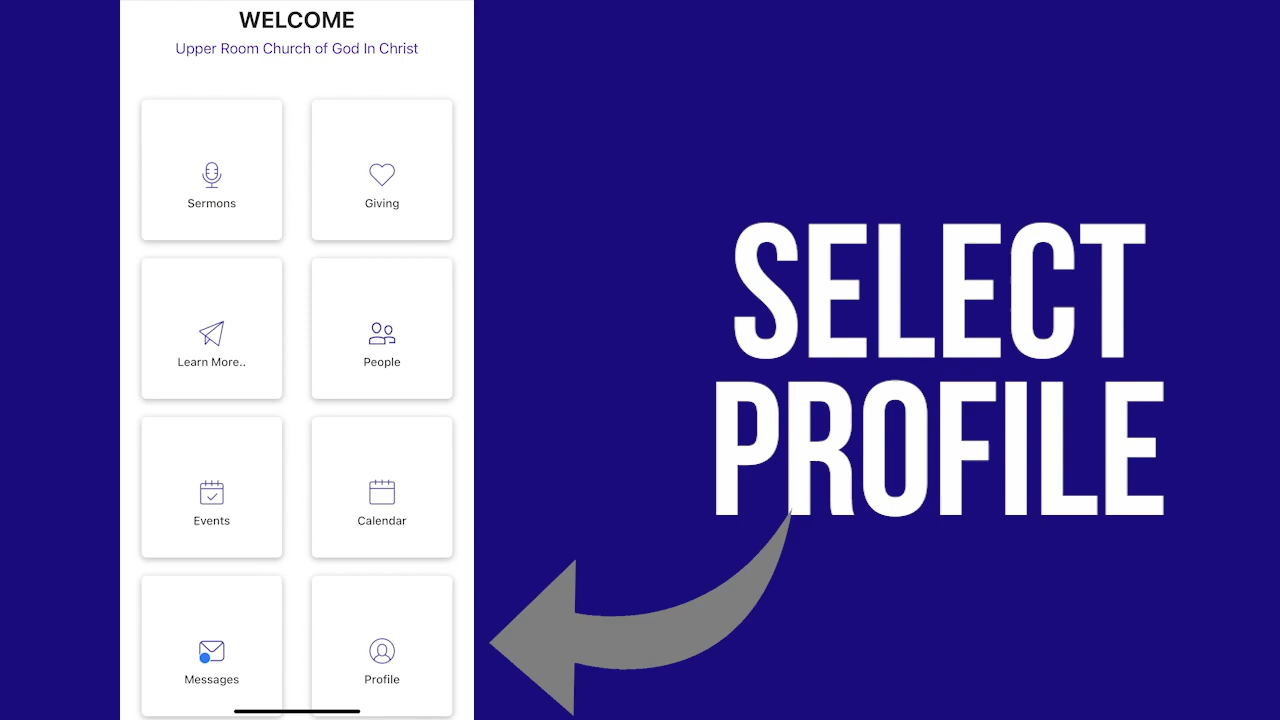 WELCOME
Upper Room Church of God In Christ
Sermons
Giving
Learn More..
People
Events
Calendar
Messages
Profile
SELECT
PROFILE